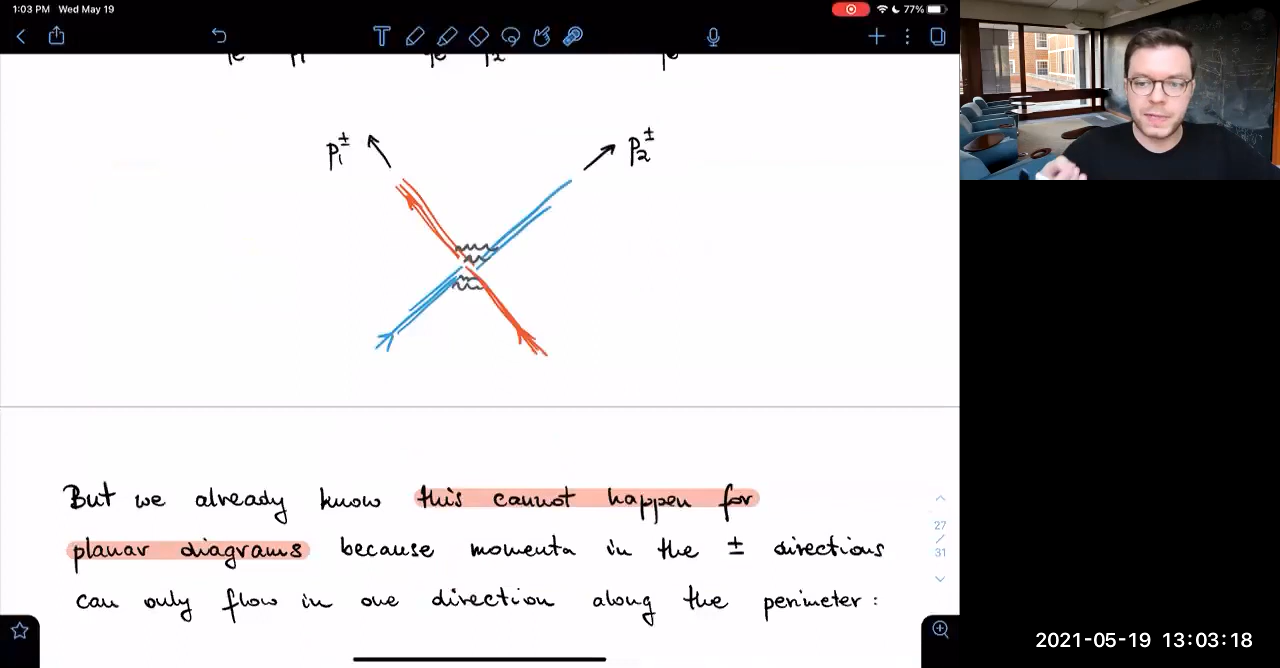 1:03 PM Wed May 19
77%
p₁± p₂±
But we already know this cannot happen for
planar diagrams because momenta in the ± directions
can only flow in one direction along the perimeter:
27
/
31
2021-05-19 13:03:18